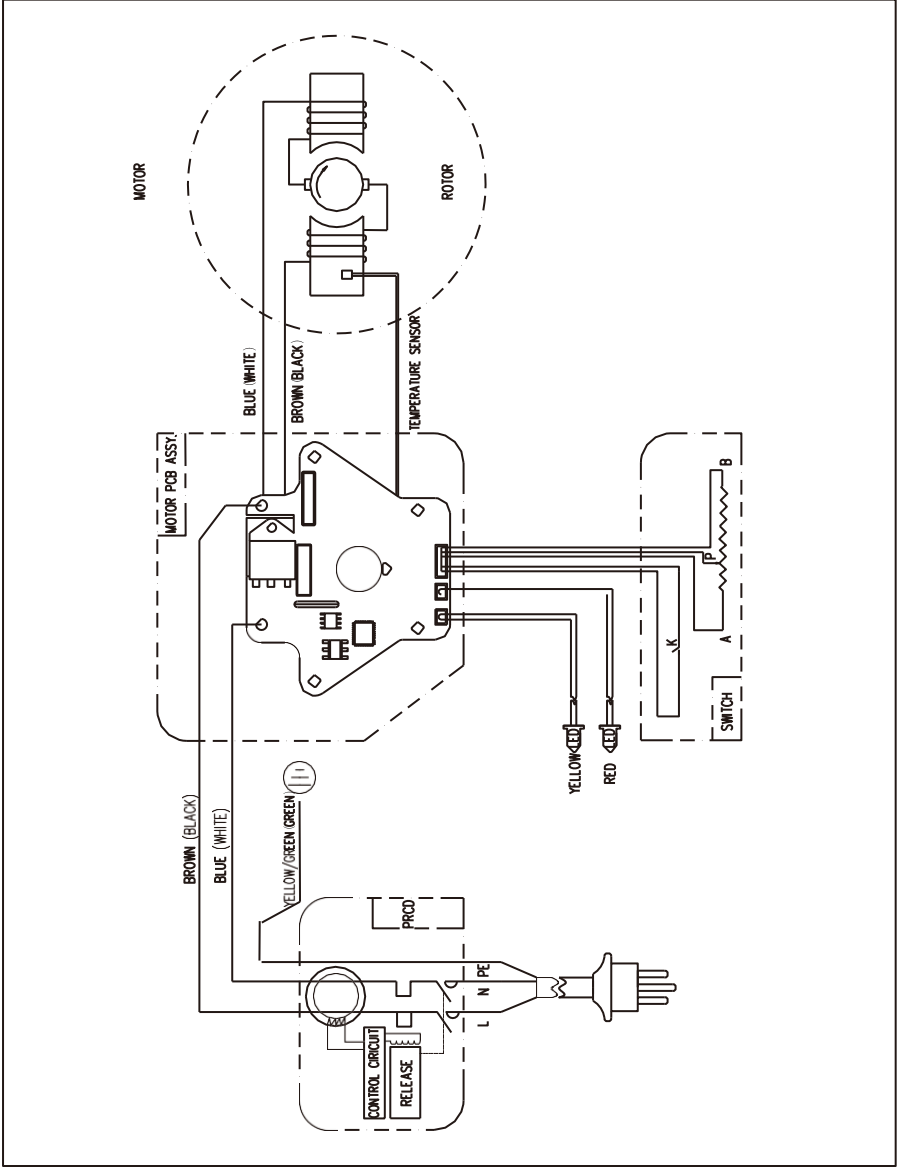 MOTOR
ROTOR
BLUE (WHITE)
BROWN (BLACK)
TEMPERATURE SENSOR
MOTOR PCB ASSY.
B
P
A
K
SWITCH
YELLOW LED
RED LED
BROWN (BLACK)
BLUE (WHITE)
YELLOW/GREEN (GREEN)
PRCD
PE
N
L
CONTROL CIRICUIT
RELEASE